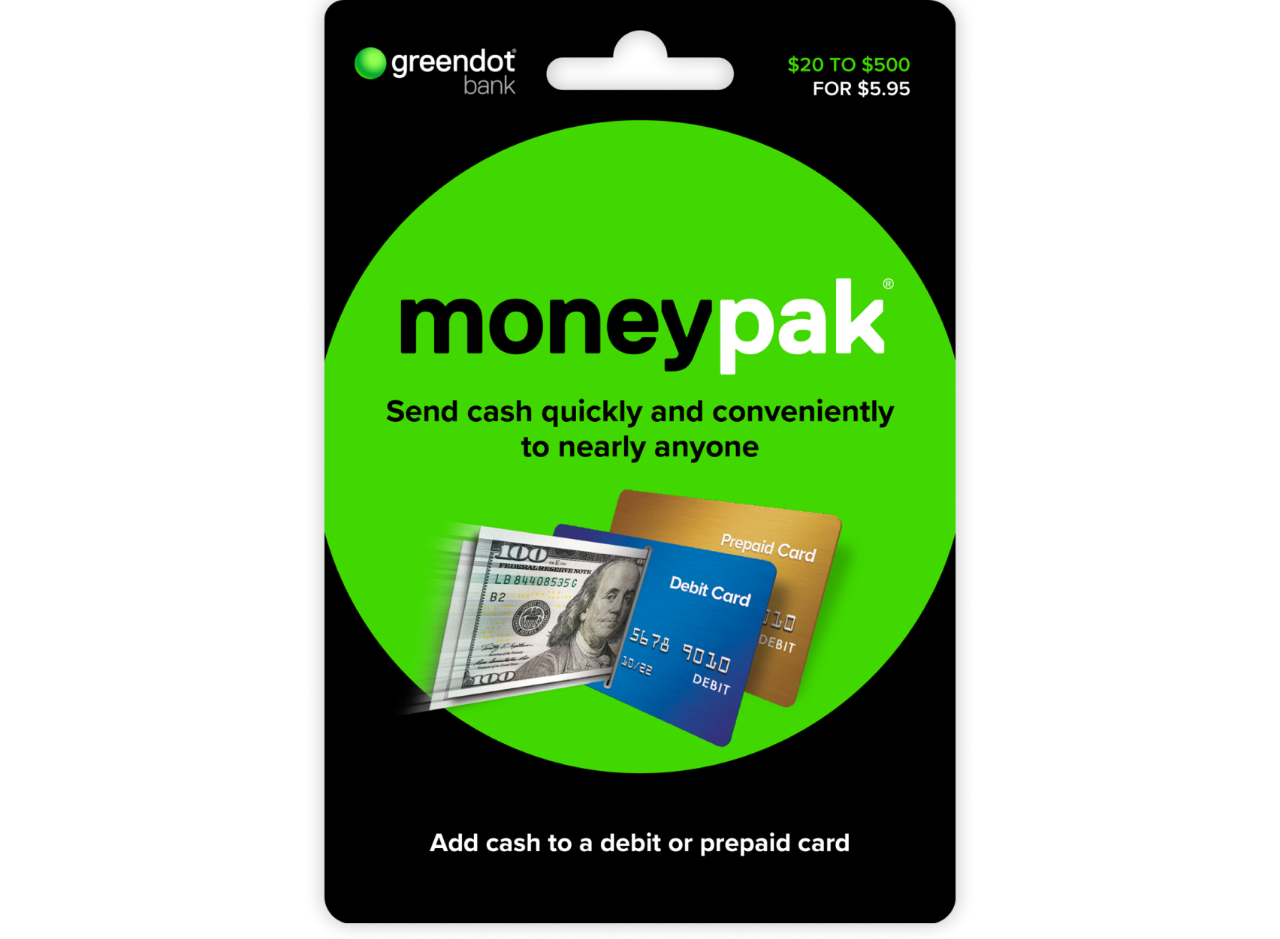 greendot®
bank
$20 TO $500
FOR $5.95
moneypak®
Send cash quickly and conveniently
to nearly anyone
Prepaid Card
100
FEDERAL RESERVE NOTE
LB 84408535 G
B2
Debit Card
5678 9010
010
10/22
DEBIT
DEBIT
100
Add cash to a debit or prepaid card